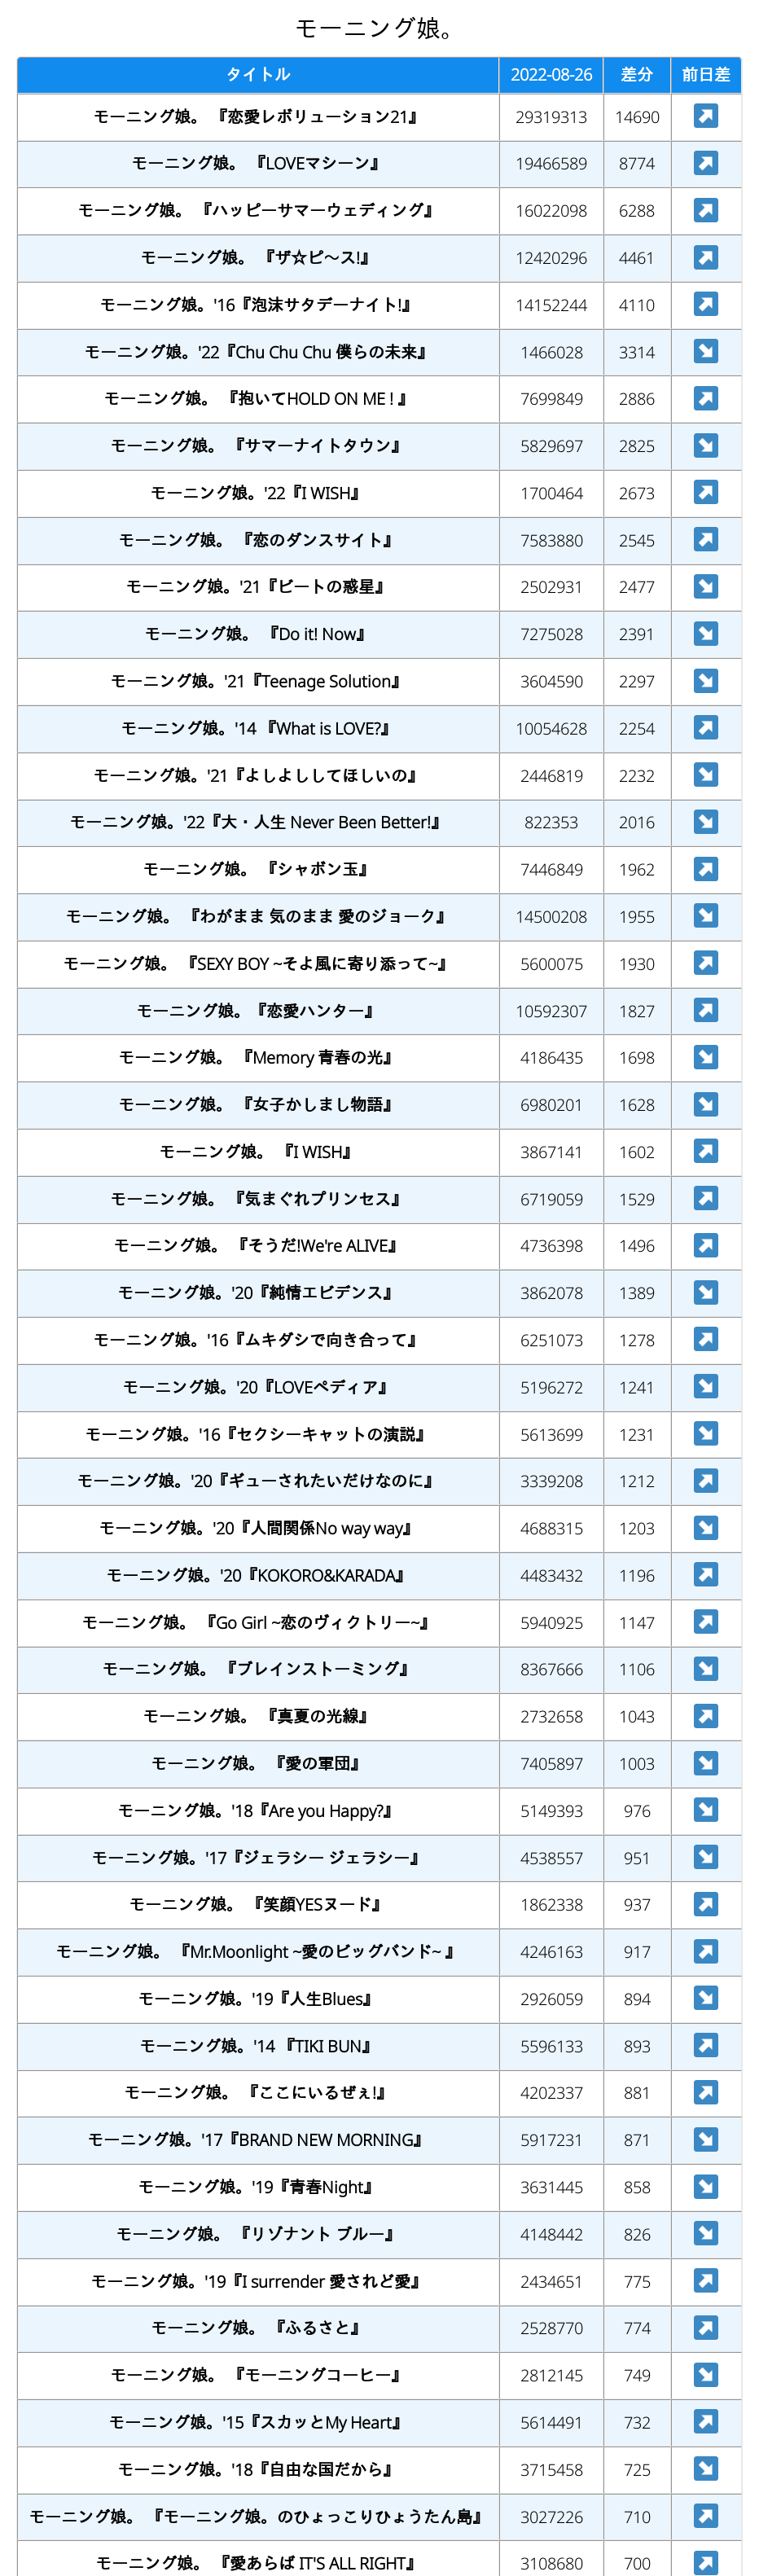 モーニング娘。
タイトル 2022-08-26 差分 前日差
モーニング娘。 『恋愛レボリューション21』 29319313 14690
モーニング娘。 『LOVEマシーン』 19466589 8774
モーニング娘。 『ハッピーサマーウェディング』 16022098 6288
モーニング娘。 『ザ☆ピ〜ス!』 12420296 4461
モーニング娘。'16『泡沫サタデーナイト!』 14152244 4110
モーニング娘。'22『Chu Chu Chu 僕らの未来』 1466028 3314
モーニング娘。 『抱いてHOLD ON ME ! 』 7699849 2886
モーニング娘。 『サマーナイトタウン』 5829697 2825
モーニング娘。'22『I WISH』 1700464 2673
モーニング娘。 『恋のダンスサイト』 7583880 2545
モーニング娘。'21『ビートの惑星』 2502931 2477
モーニング娘。 『Do it! Now』 7275028 2391
モーニング娘。'21『Teenage Solution』 3604590 2297
モーニング娘。'14 『What is LOVE?』 10054628 2254
モーニング娘。'21『よしよししてほしいの』 2446819 2232
モーニング娘。'22『大・人生 Never Been Better!』 822353 2016
モーニング娘。 『シャボン玉』 7446849 1962
モーニング娘。 『わがまま 気のまま 愛のジョーク』 14500208 1955
モーニング娘。 『SEXY BOY ~そよ風に寄り添って~』 5600075 1930
モーニング娘。『恋愛ハンター』 10592307 1827
モーニング娘。 『Memory 青春の光』 4186435 1698
モーニング娘。 『女子かしまし物語』 6980201 1628
モーニング娘。 『I WISH』 3867141 1602
モーニング娘。 『気まぐれプリンセス』 6719059 1529
モーニング娘。 『そうだ!We're ALIVE』 4736398 1496
モーニング娘。'20『純情エビデンス』 3862078 1389
モーニング娘。'16『ムキダシで向き合って』 6251073 1278
モーニング娘。'20『LOVEペディア』 5196272 1241
モーニング娘。'16『セクシーキャットの演説』 5613699 1231
モーニング娘。'20『ギューされたいだけなのに』 3339208 1212
モーニング娘。'20『人間関係No way way』 4688315 1203
モーニング娘。'20『KOKORO&KARADA』 4483432 1196
モーニング娘。 『Go Girl ~恋のヴィクトリー~』 5940925 1147
モーニング娘。 『ブレインストーミング』 8367666 1106
モーニング娘。 『真夏の光線』 2732658 1043
モーニング娘。 『愛の軍団』 7405897 1003
モーニング娘。'18『Are you Happy?』 5149393 976
モーニング娘。'17『ジェラシー ジェラシー』 4538557 951
モーニング娘。 『笑顔YESヌード』 1862338 937
モーニング娘。 『Mr.Moonlight ~愛のビッグバンド~ 』 4246163 917
モーニング娘。'19『人生Blues』 2926059 894
モーニング娘。'14 『TIKI BUN』 5596133 893
モーニング娘。 『ここにいるぜぇ!』 4202337 881
モーニング娘。'17『BRAND NEW MORNING』 5917231 871
モーニング娘。'19『青春Night』 3631445 858
モーニング娘。 『リゾナント ブルー』 4148442 826
モーニング娘。'19『I surrender 愛されど愛』 2434651 775
モーニング娘。 『ふるさと』 2528770 774
モーニング娘。 『モーニングコーヒー』 2812145 749
モーニング娘。'15『スカッとMy Heart』 5614491 732
モーニング娘。'18『自由な国だから』 3715458 725
モーニング娘。 『モーニング娘。のひょっこりひょうたん島』 3027226 710
モーニング娘。 『愛あらば IT'S ALL RIGHT』 3108680 700